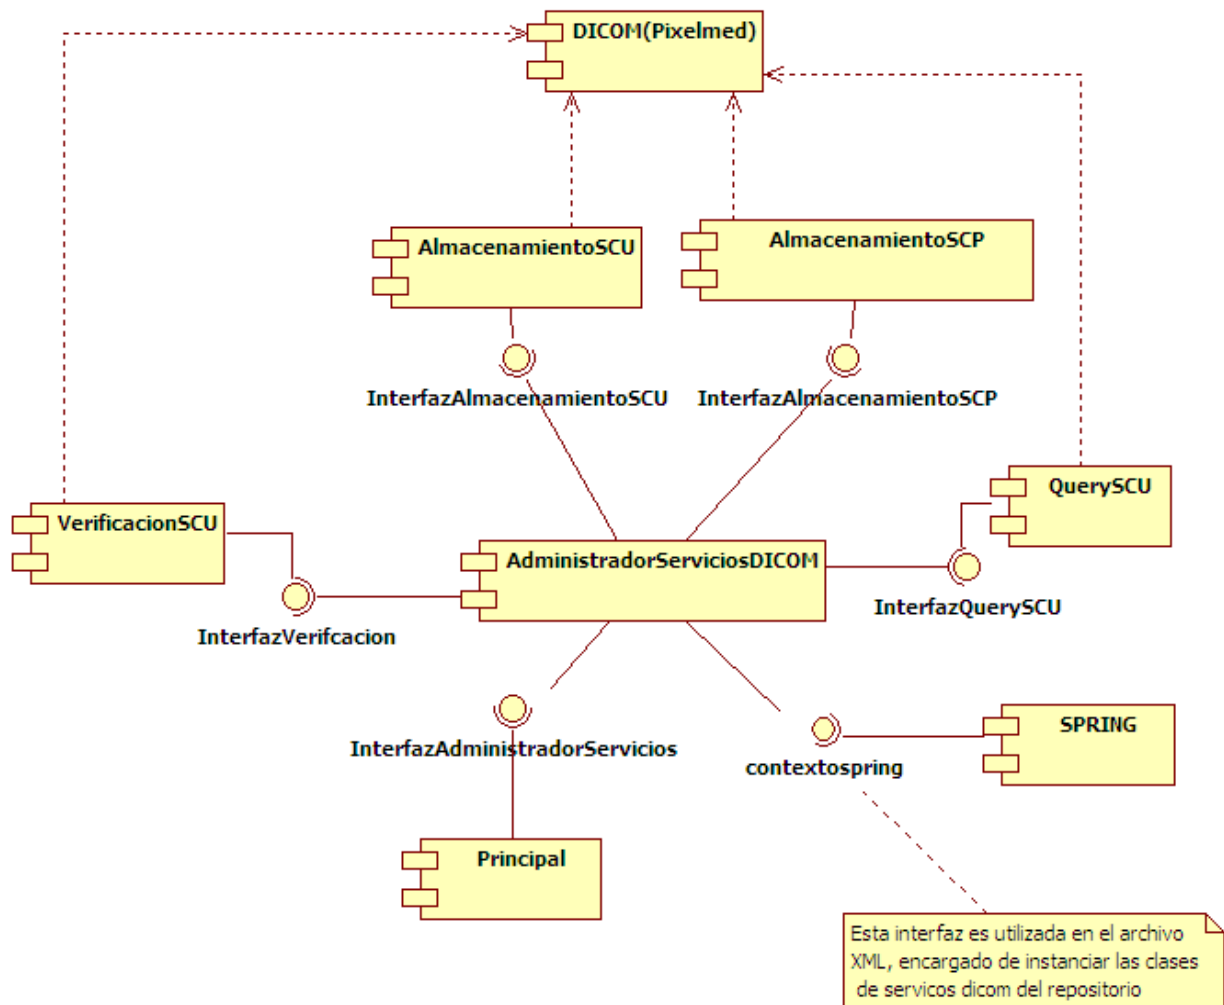 DICOM(Pixelmed)
AlmacenamientoSCU
AlmacenamientoSCP
InterfazAlmacenamientoSCU
InterfazAlmacenamientoSCP
QuerySCU
VerificacionSCU
AdministradorServiciosDICOM
InterfazQuerySCU
InterfazVerifcacion
SPRING
InterfazAdministradorServicios
contextospring
Principal
Esta interfaz es utilizada en el archivo
XML, encargado de instanciar las clases
de servicos dicom del repositorio